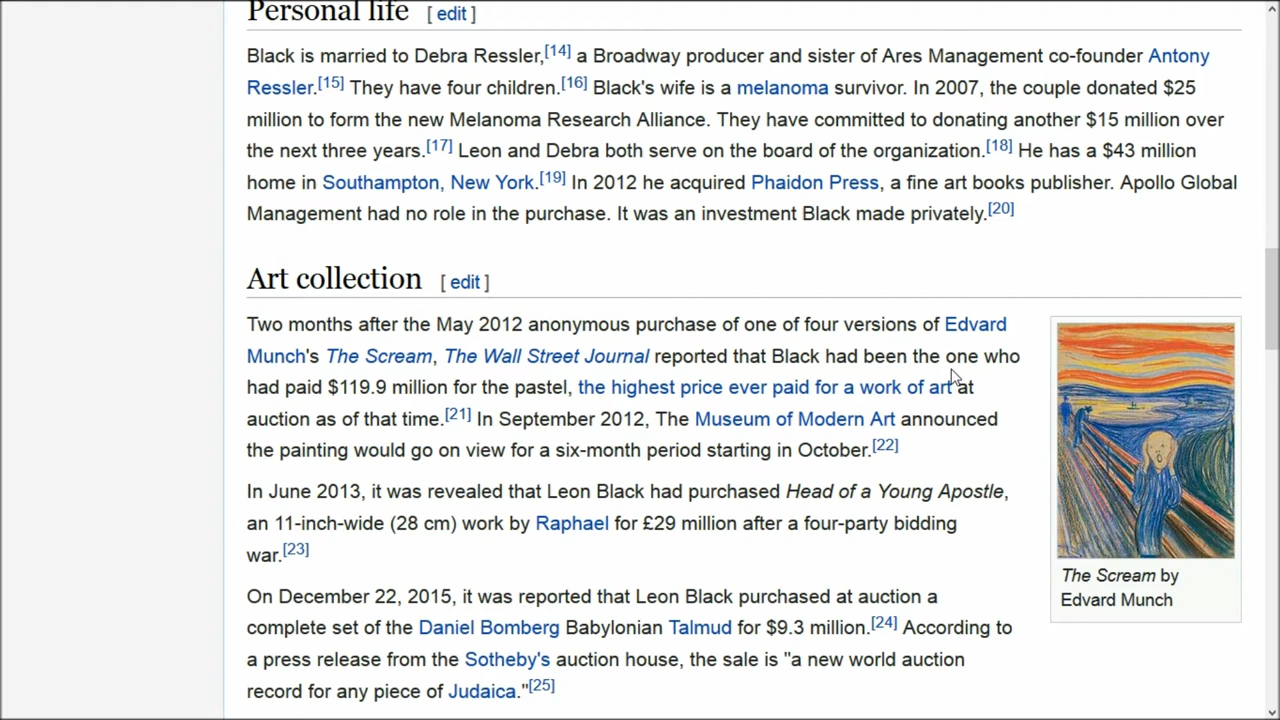 Personal life [ edit ]
Black is married to Debra Ressler,[14] a Broadway producer and sister of Ares Management co-founder Antony
Ressler.[15] They have four children.[16] Black's wife is a melanoma survivor. In 2007, the couple donated $25
million to form the new Melanoma Research Alliance. They have committed to donating another $15 million over
the next three years.[17] Leon and Debra both serve on the board of the organization.[18] He has a $43 million
home in Southampton, New York.[19] In 2012 he acquired Phaidon Press, a fine art books publisher. Apollo Global
Management had no role in the purchase. It was an investment Black made privately.[20]
Art collection [ edit ]
Two months after the May 2012 anonymous purchase of one of four versions of Edvard
Munch's The Scream, The Wall Street Journal reported that Black had been the one who
had paid $119.9 million for the pastel, the highest price ever paid for a work of art at
auction as of that time.[21] In September 2012, The Museum of Modern Art announced
the painting would go on view for a six-month period starting in October.[22]
In June 2013, it was revealed that Leon Black had purchased Head of a Young Apostle,
an 11-inch-wide (28 cm) work by Raphael for £29 million after a four-party bidding
war.[23]
On December 22, 2015, it was reported that Leon Black purchased at auction a
complete set of the Daniel Bomberg Babylonian Talmud for $9.3 million.[24] According to
a press release from the Sotheby's auction house, the sale is "a new world auction
record for any piece of Judaica."[25]
The Scream by
Edvard Munch